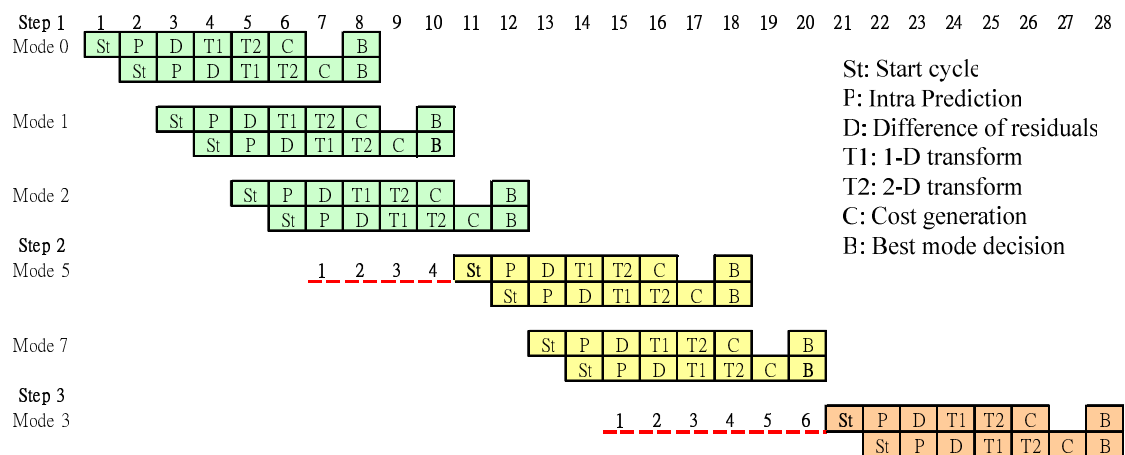 Step 1 1 2 3 4 5 6 7 8 9 10 11 12 13 14 15 16 17 18 19 20 21 22 23 24 25 26 27 28
Mode 0 St P D T1 T2 C B
St P D T1 T2 C B
Mode 1 St P D T1 T2 C B
St P D T1 T2 C B
Mode 2 St P D T1 T2 C B
St P D T1 T2 C B
Step 2
Mode 5 1 2 3 4 St P D T1 T2 C B
St P D T1 T2 C B
Mode 7 St P D T1 T2 C B
St P D T1 T2 C B
Step 3
Mode 3 1 2 3 4 5 6 St P D T1 T2 C B
St P D T1 T2 C B
St: Start cycle
P: Intra Prediction
D: Difference of residuals
T1: 1-D transform
T2: 2-D transform
C: Cost generation
B: Best mode decision